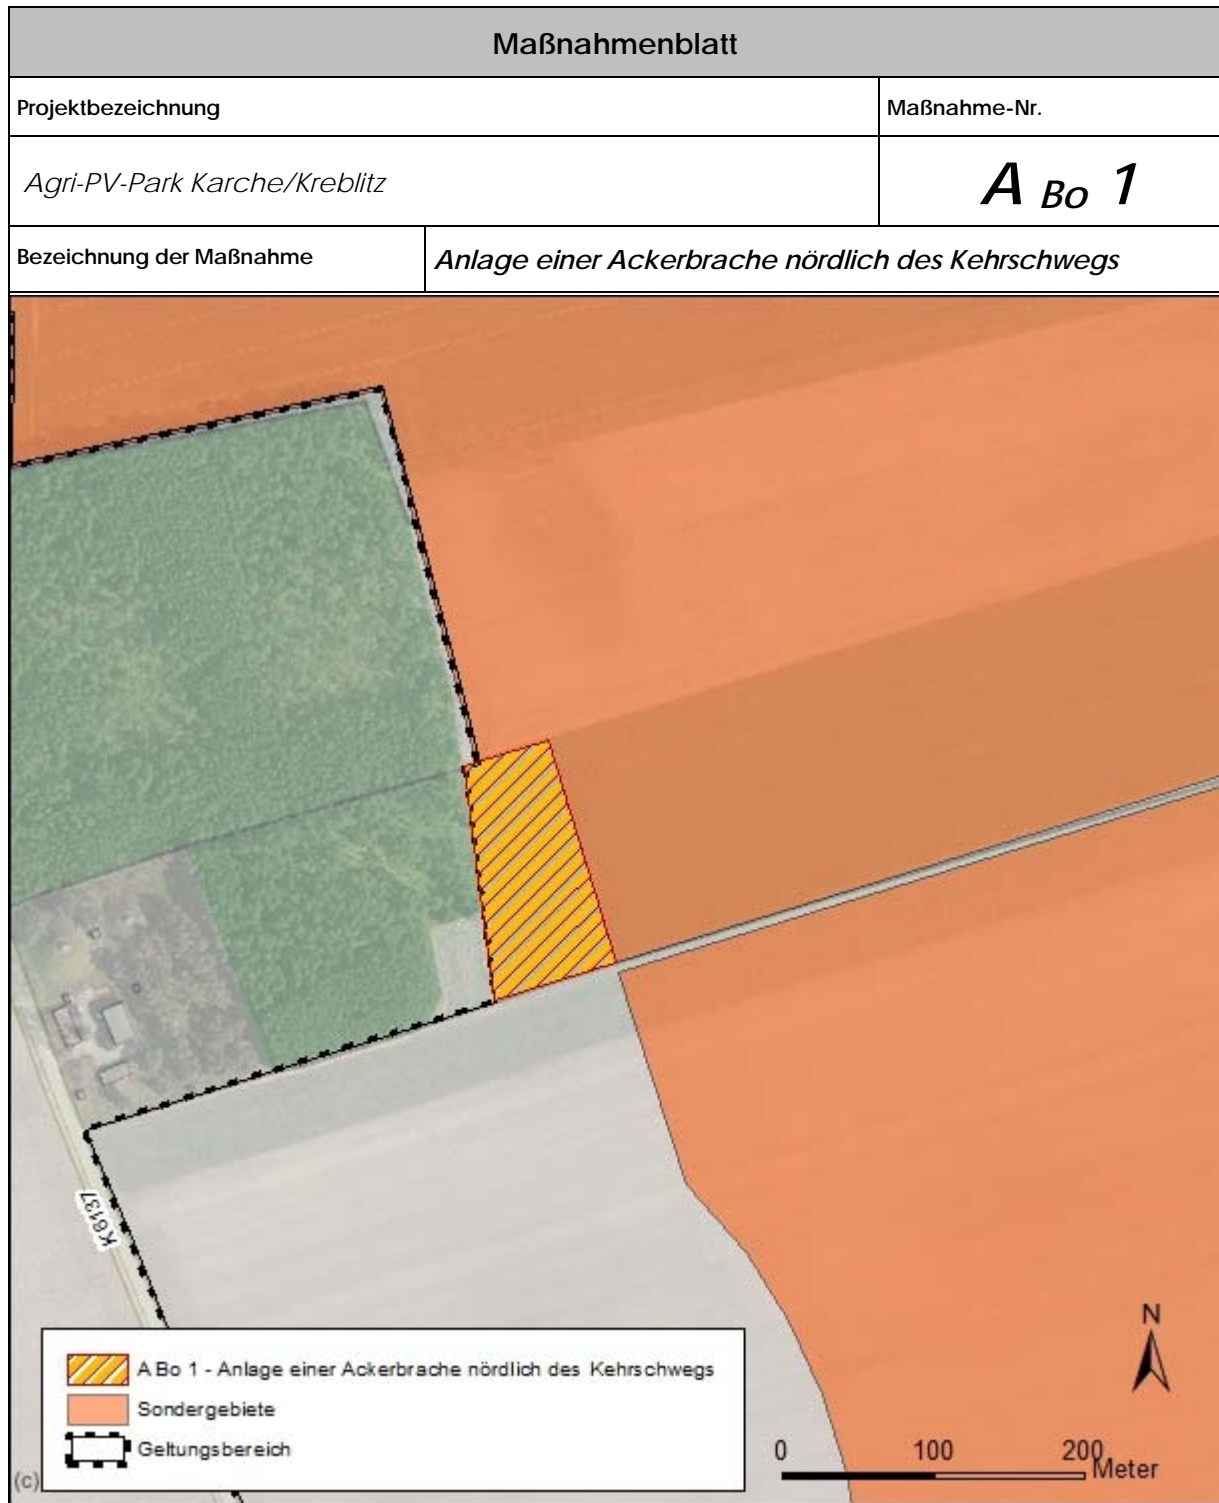 Maßnahmenblatt
Projektbezeichnung
Maßnahme-Nr.
Agri-PV-Park Karche/Kreblitz
A Bo 1
Bezeichnung der Maßnahme
Anlage einer Ackerbrache nördlich des Kehrschwegs
K6137
A Bo 1 - Anlage einer Ackerbrache nördlich des Kehrschwegs
Sondergebiete
Geltungsbereich
(c)
N
0 100 200
Meter